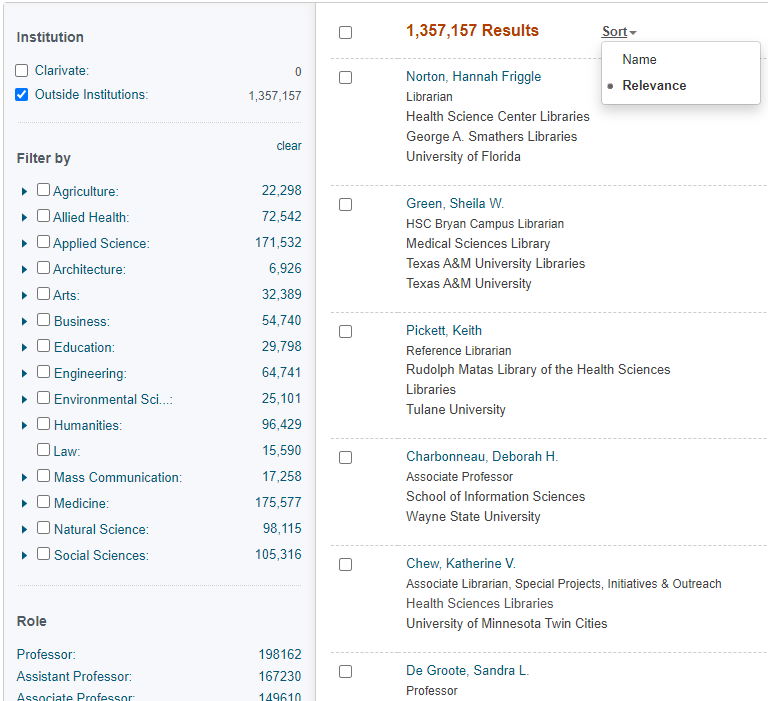 Institution
Clarivate: 0
Outside Institutions: 1,357,157
clear
Filter by
Agriculture: 22,298
Allied Health: 72,542
Applied Science: 171,532
Architecture: 6,926
Arts: 32,389
Business: 54,740
Education: 29,798
Engineering: 64,741
Environmental Sci...: 25,101
Humanities: 96,429
Law: 15,590
Mass Communication: 17,258
Medicine: 175,577
Natural Science: 98,115
Social Sciences: 105,316
Role
Professor: 198162
Assistant Professor: 167230
Associate Professor: 149610
1,357,157 Results
Sort
Name
Relevance
Norton, Hannah Friggle
Librarian
Health Science Center Libraries
George A. Smathers Libraries
University of Florida
Green, Sheila W.
HSC Bryan Campus Librarian
Medical Sciences Library
Texas A&M University Libraries
Texas A&M University
Pickett, Keith
Reference Librarian
Rudolph Matas Library of the Health Sciences
Libraries
Tulane University
Charbonneau, Deborah H.
Associate Professor
School of Information Sciences
Wayne State University
Chew, Katherine V.
Associate Librarian, Special Projects, Initiatives & Outreach
Health Sciences Libraries
University of Minnesota Twin Cities
De Groote, Sandra L.
Professor